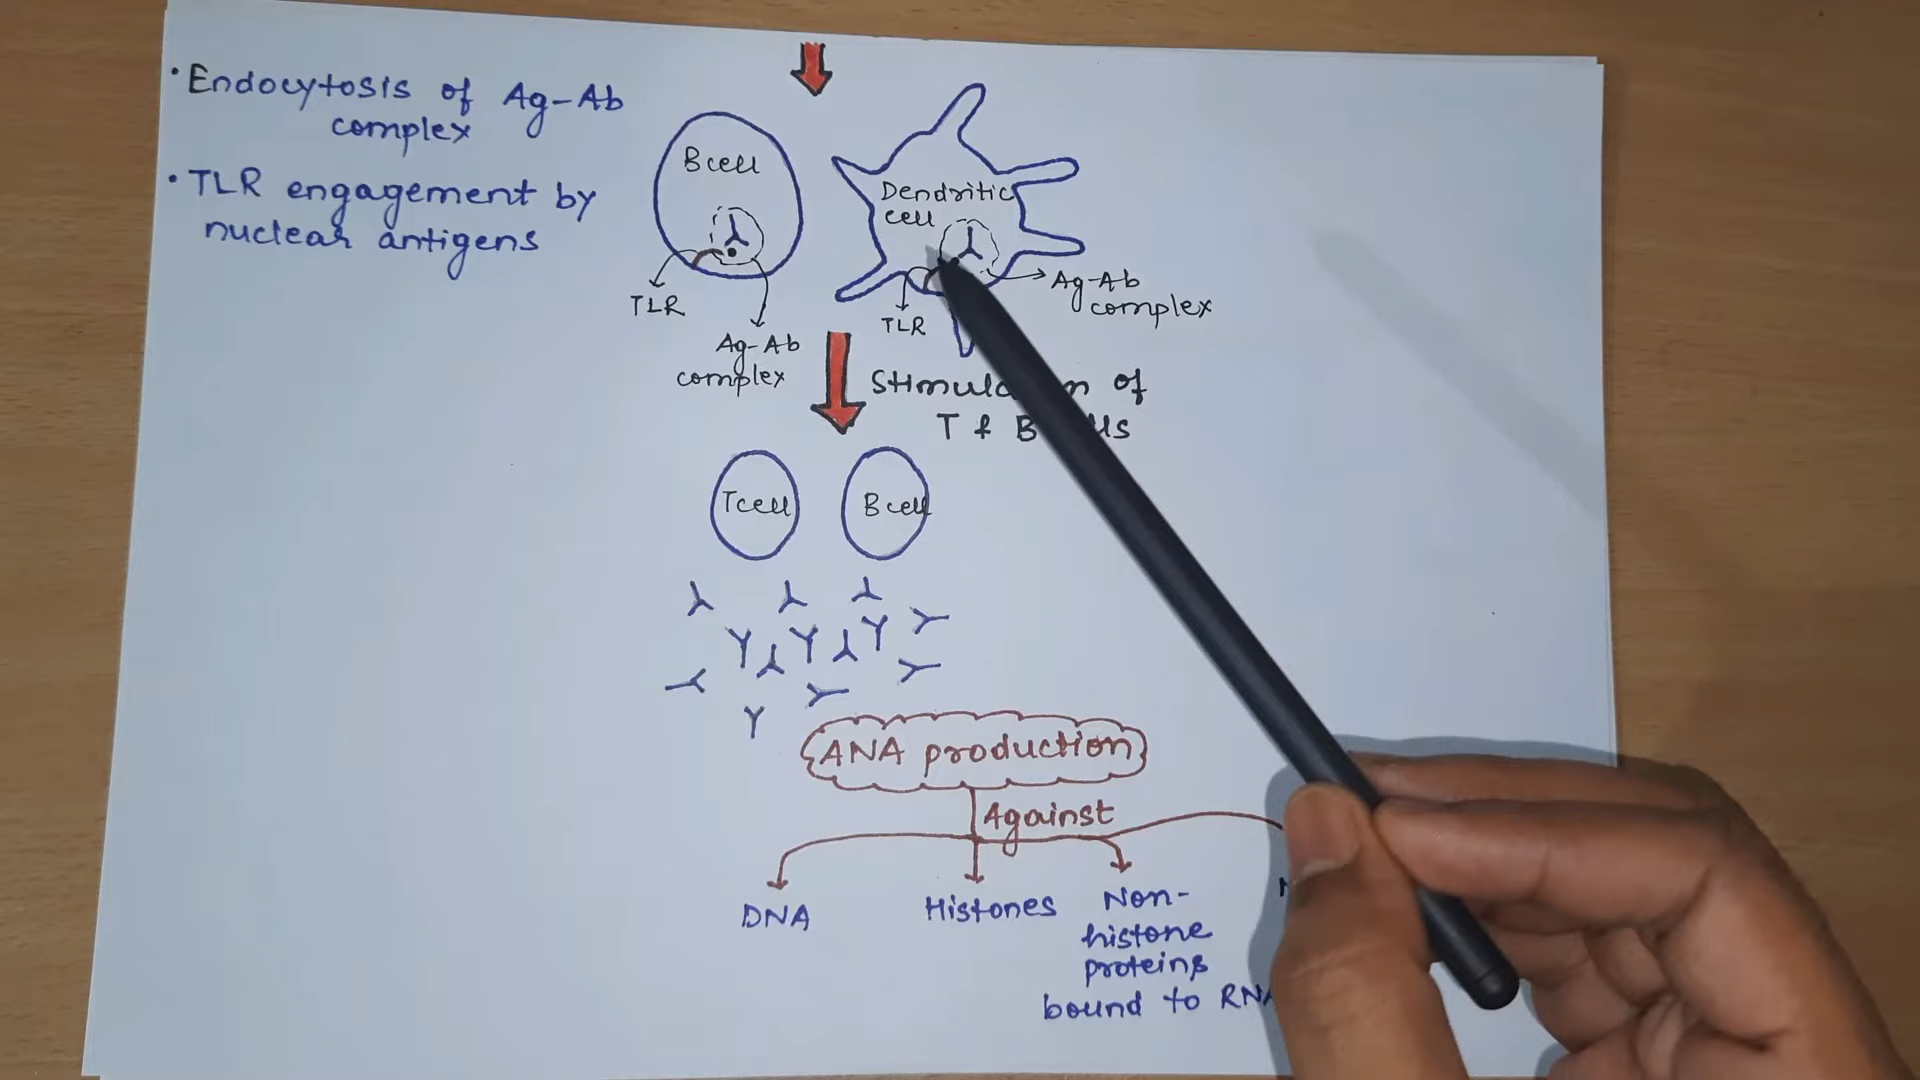 • Endocytosis of Ag-Ab
complex
• TLR engagement by
nuclear antigens
B cell
Dendritic
cell
TLR
Ag-Ab
complex
TLR
Ag-Ab
complex
of
T & B
T cell
B cell
ANA production
Against
DNA
Histones
Non-
histone
proteins
bound to RNA